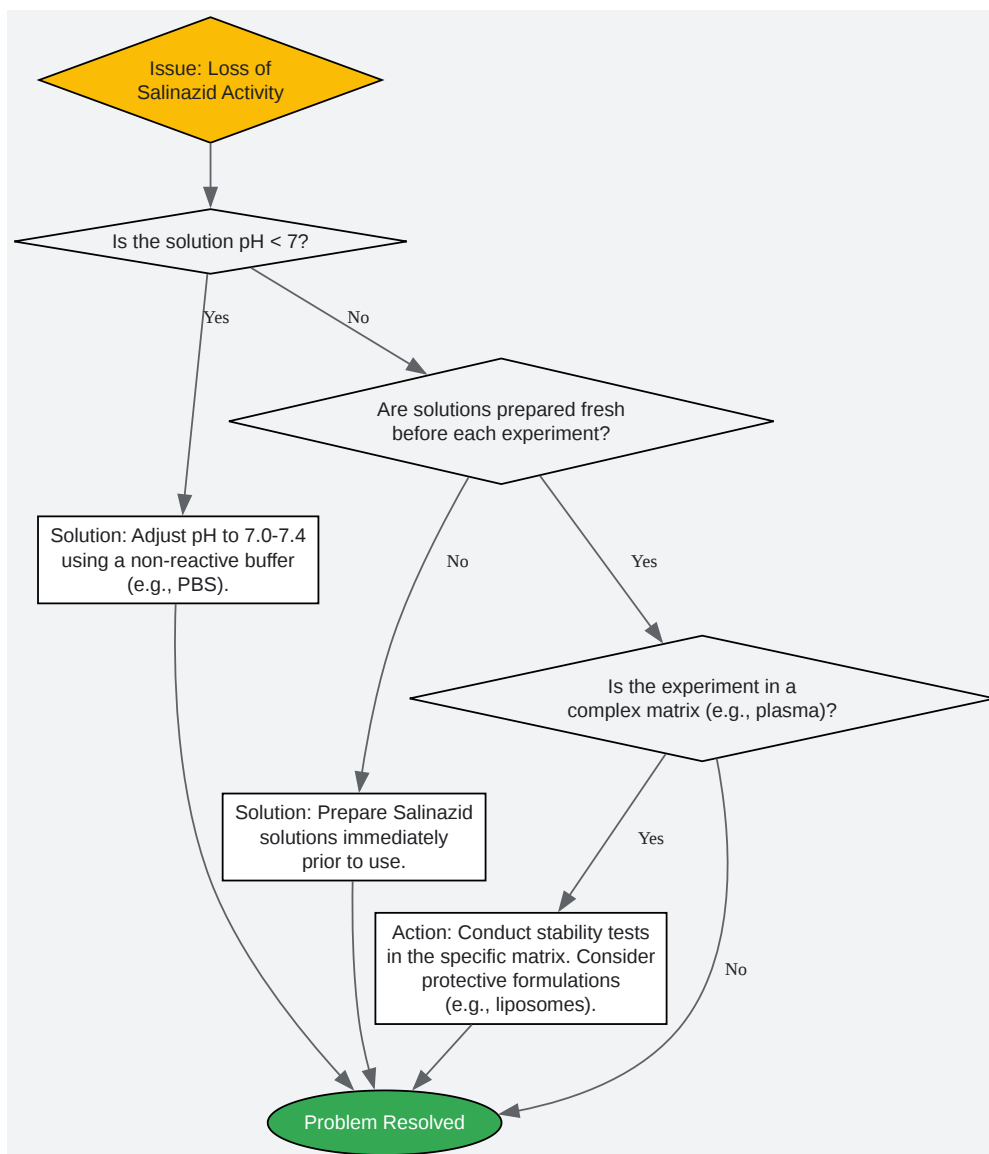 Issue: Loss of
Salinazid Activity
Is the solution pH < 7?
Yes
No
Are solutions prepared fresh
before each experiment?
Solution: Adjust pH to 7.0-7.4
using a non-reactive buffer
(e.g., PBS).
No
Yes
Is the experiment in a
complex matrix (e.g., plasma)?
Solution: Prepare Salinazid
solutions immediately
prior to use.
Yes
Action: Conduct stability tests
in the specific matrix. Consider
protective formulations
(e.g., liposomes).
No
Problem Resolved